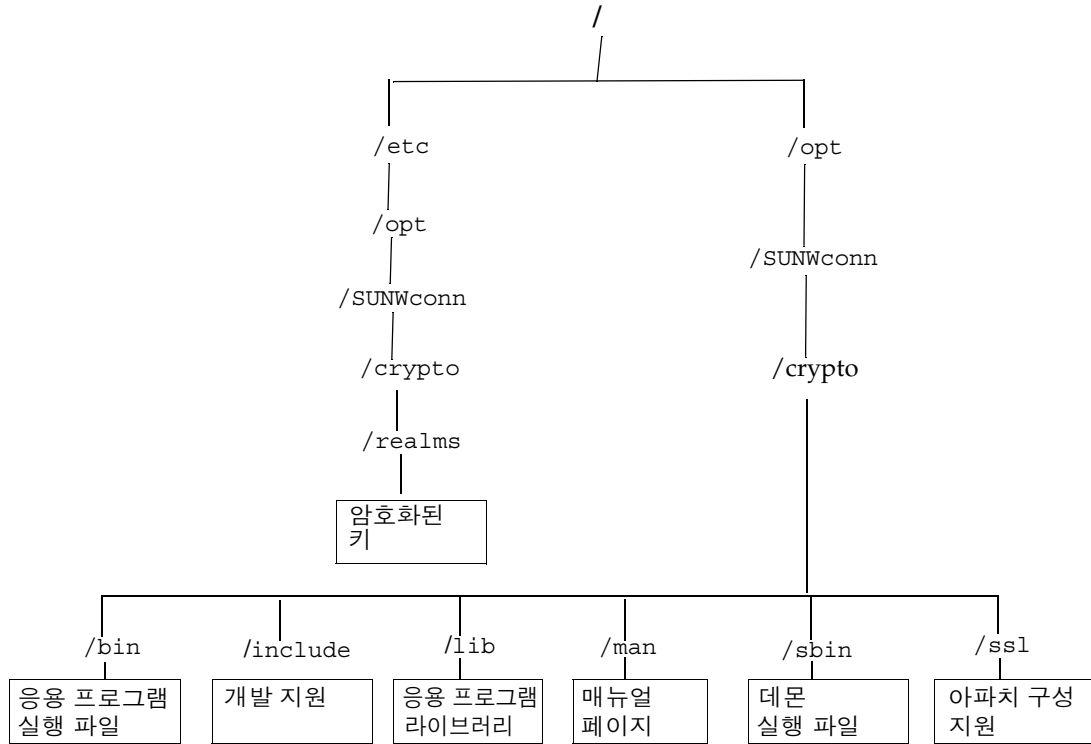 /
/etc
/opt
/opt
/SUNWconn
/SUNWconn
/crypto
/crypto
/realms
암호화된
키
/bin
/include
/lib
/man
/sbin
/ssl
응용 프로그램
실행 파일
개발 지원
응용 프로그램
라이브러리
매뉴얼
페이지
데몬
실행 파일
아파치 구성
지원